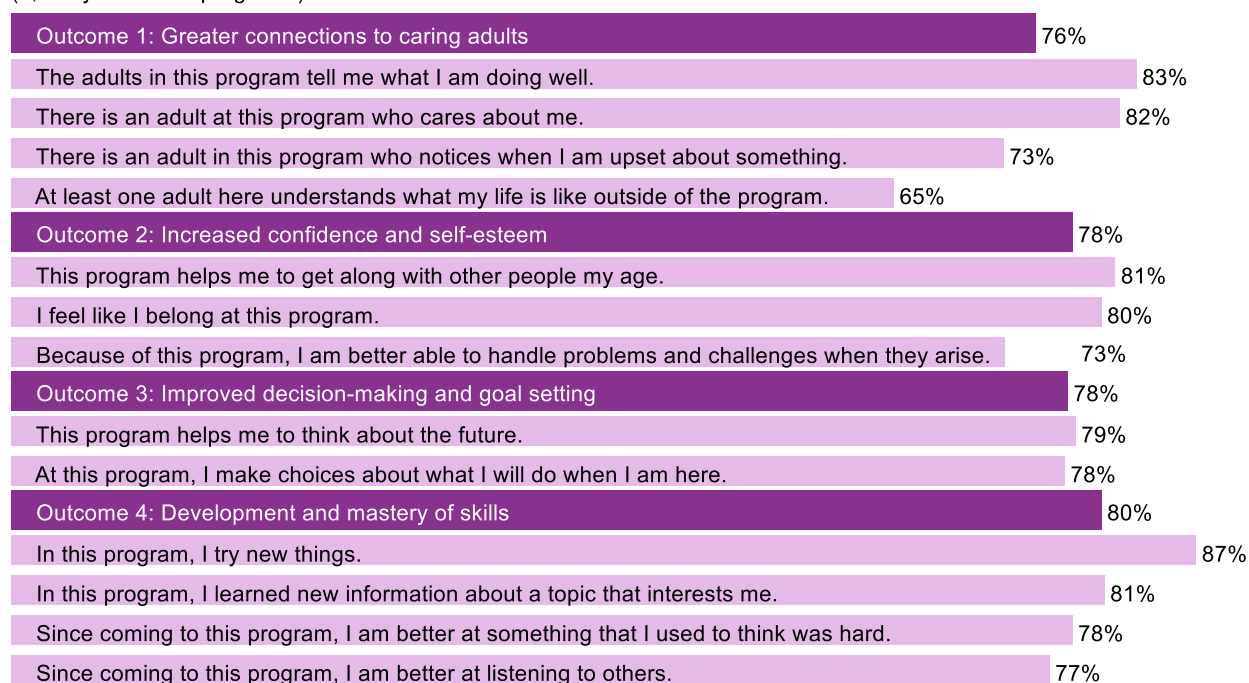 Outcome 1: Greater connections to caring adults 76%
The adults in this program tell me what I am doing well. 83%
There is an adult at this program who cares about me. 82%
There is an adult in this program who notices when I am upset about something. 73%
At least one adult here understands what my life is like outside of the program. 65%
Outcome 2: Increased confidence and self-esteem 78%
This program helps me to get along with other people my age. 81%
I feel like I belong at this program. 80%
Because of this program, I am better able to handle problems and challenges when they arise. 73%
Outcome 3: Improved decision-making and goal setting 78%
This program helps me to think about the future. 79%
At this program, I make choices about what I will do when I am here. 78%
Outcome 4: Development and mastery of skills 80%
In this program, I try new things. 87%
In this program, I learned new information about a topic that interests me. 81%
Since coming to this program, I am better at something that I used to think was hard. 78%
Since coming to this program, I am better at listening to others. 77%